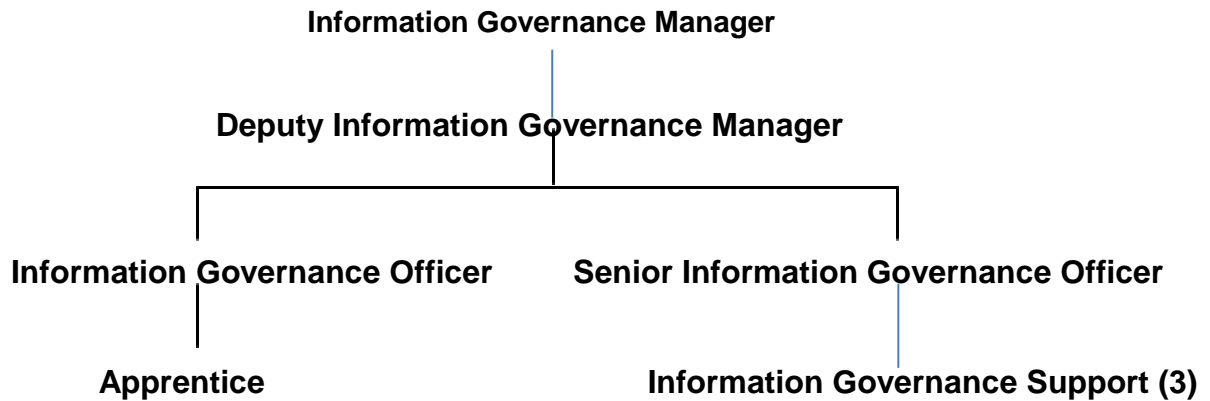 Information Governance Manager
Deputy Information Governance Manager
Information Governance Officer
Senior Information Governance Officer
Apprentice
Information Governance Support (3)